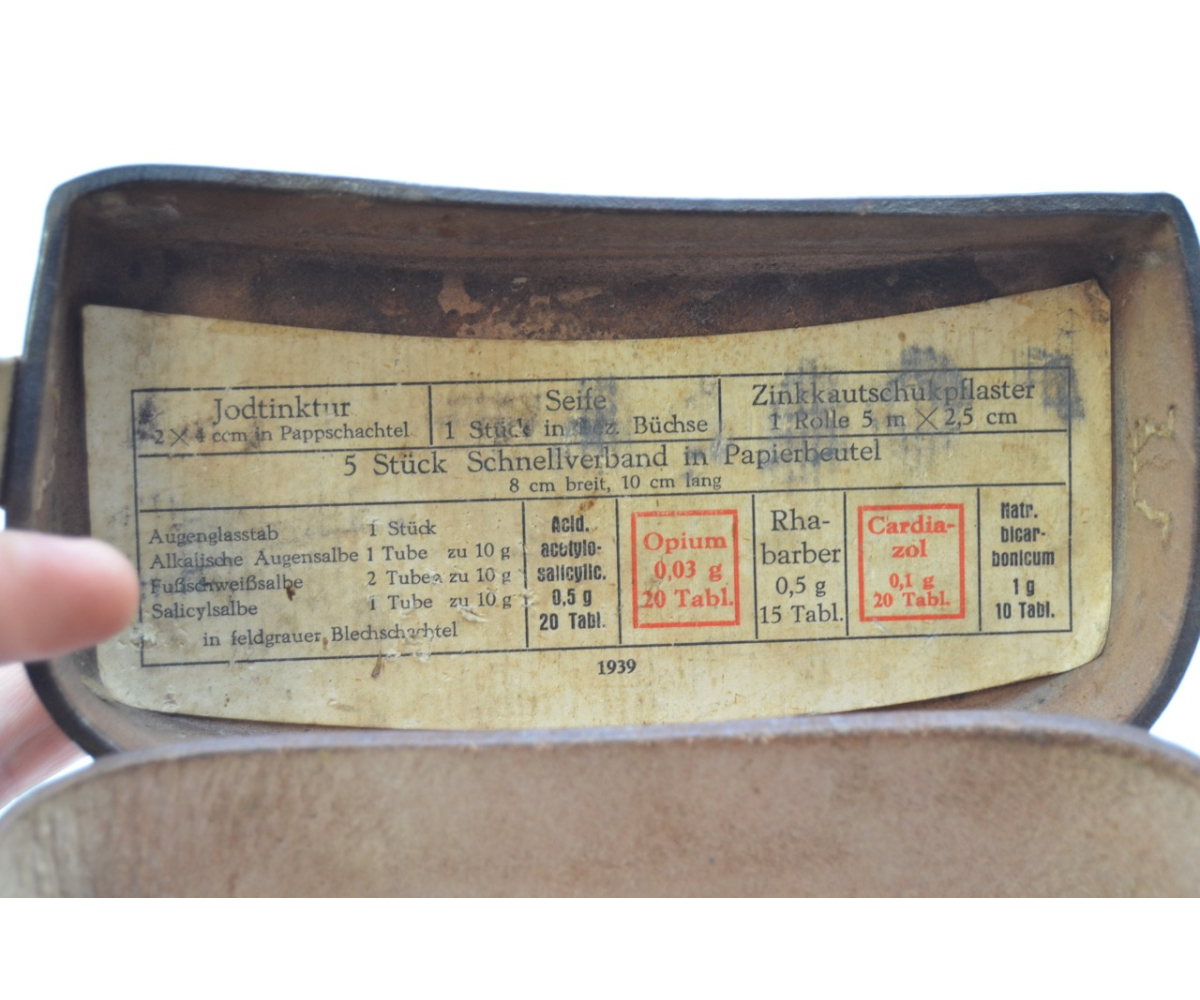 Jodtinktur
2 × 4 ccm in Pappschachtel
Seife
1 Stück in bez. Büchse
Zinkkautschukpflaster
1 Rolle 5 m × 2,5 cm
5 Stück Schnellverband in Papierbeutel
8 cm breit, 10 cm lang
Augenglasstab 1 Stück
Alkalische Augensalbe 1 Tube zu 10 g
Fußschweißsalbe 2 Tuben zu 10 g
Salicylsalbe 1 Tube zu 10 g
in feldgrauer Blechschachtel
Acid.
acetylo-
salicylic.
0,5 g
20 Tabl.
Opium
0,03 g
20 Tabl.
Rha-
barber
0,5 g
15 Tabl.
Cardia-
zol
0,1 g
20 Tabl.
Natr.
bicar-
bonicum
1 g
10 Tabl.
1939